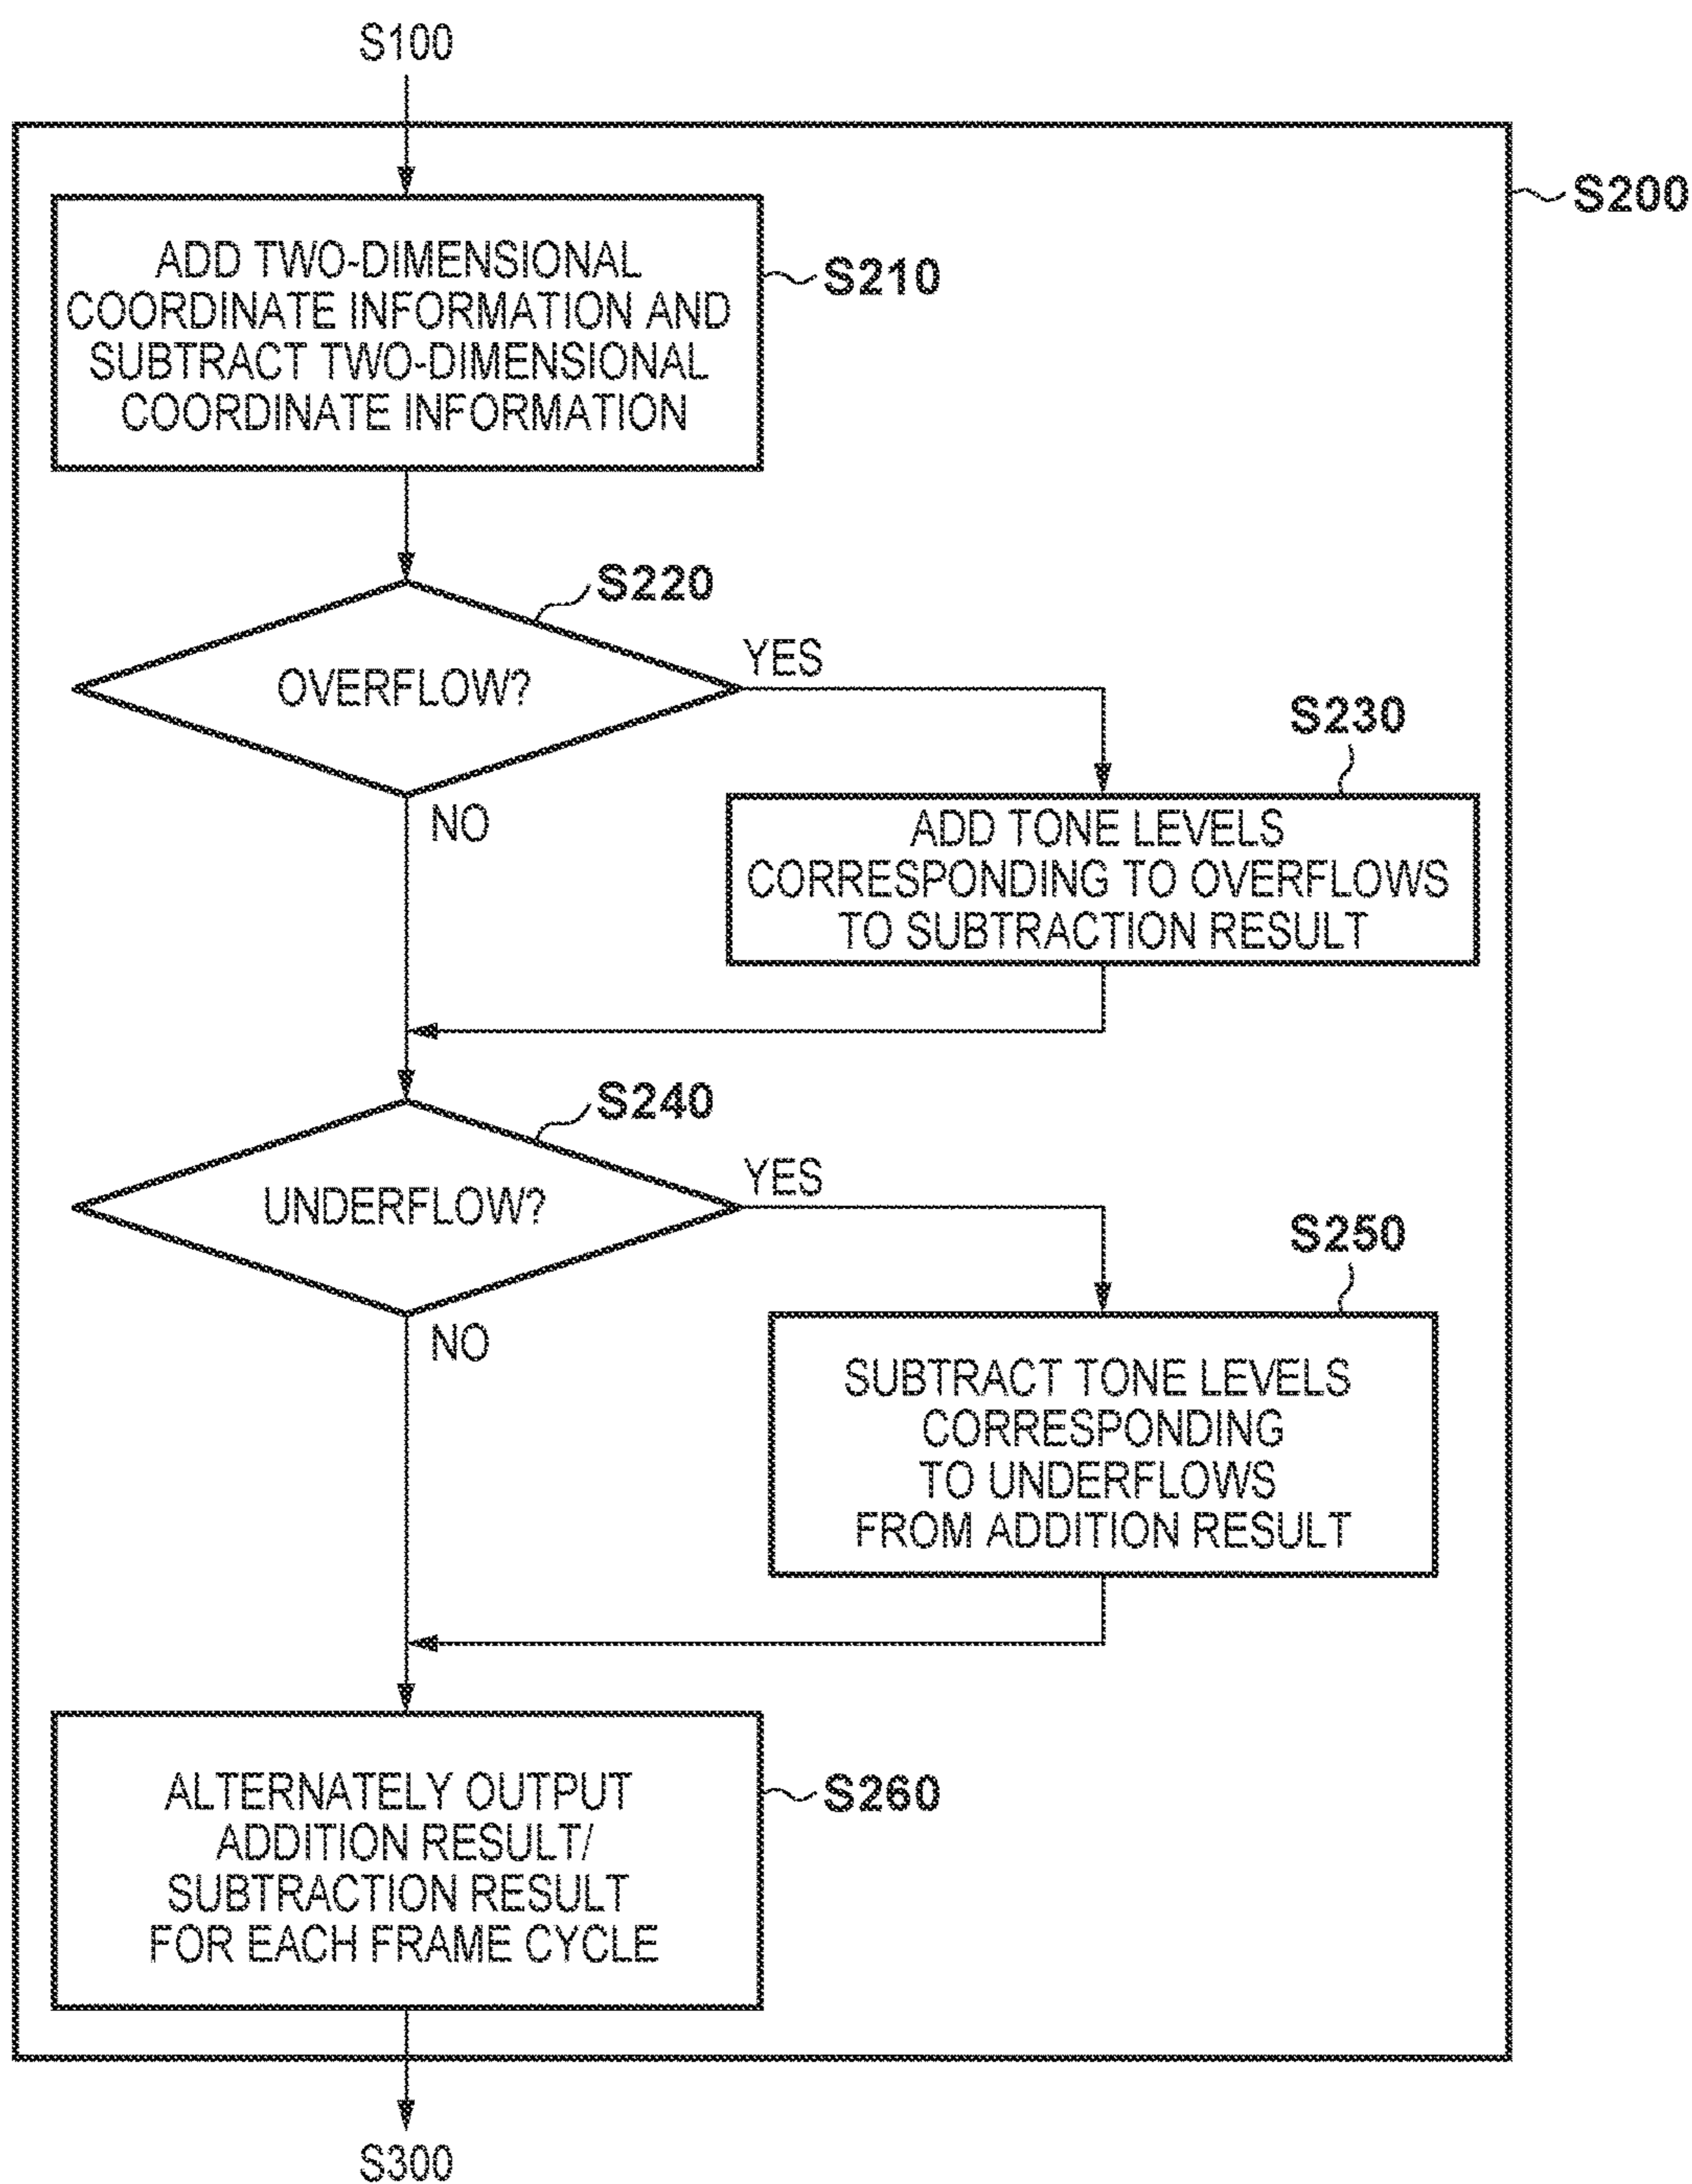 S100
S200
ADD TWO-DIMENSIONAL
COORDINATE INFORMATION AND
SUBTRACT TWO-DIMENSIONAL
COORDINATE INFORMATION
S210
S220
OVERFLOW?
YES
NO
S230
ADD TONE LEVELS
CORRESPONDING TO OVERFLOWS
TO SUBTRACTION RESULT
S240
UNDERFLOW?
YES
NO
S250
SUBTRACT TONE LEVELS
CORRESPONDING
TO UNDERFLOWS
FROM ADDITION RESULT
ALTERNATELY OUTPUT
ADDITION RESULT/
SUBTRACTION RESULT
FOR EACH FRAME CYCLE
S260
S300